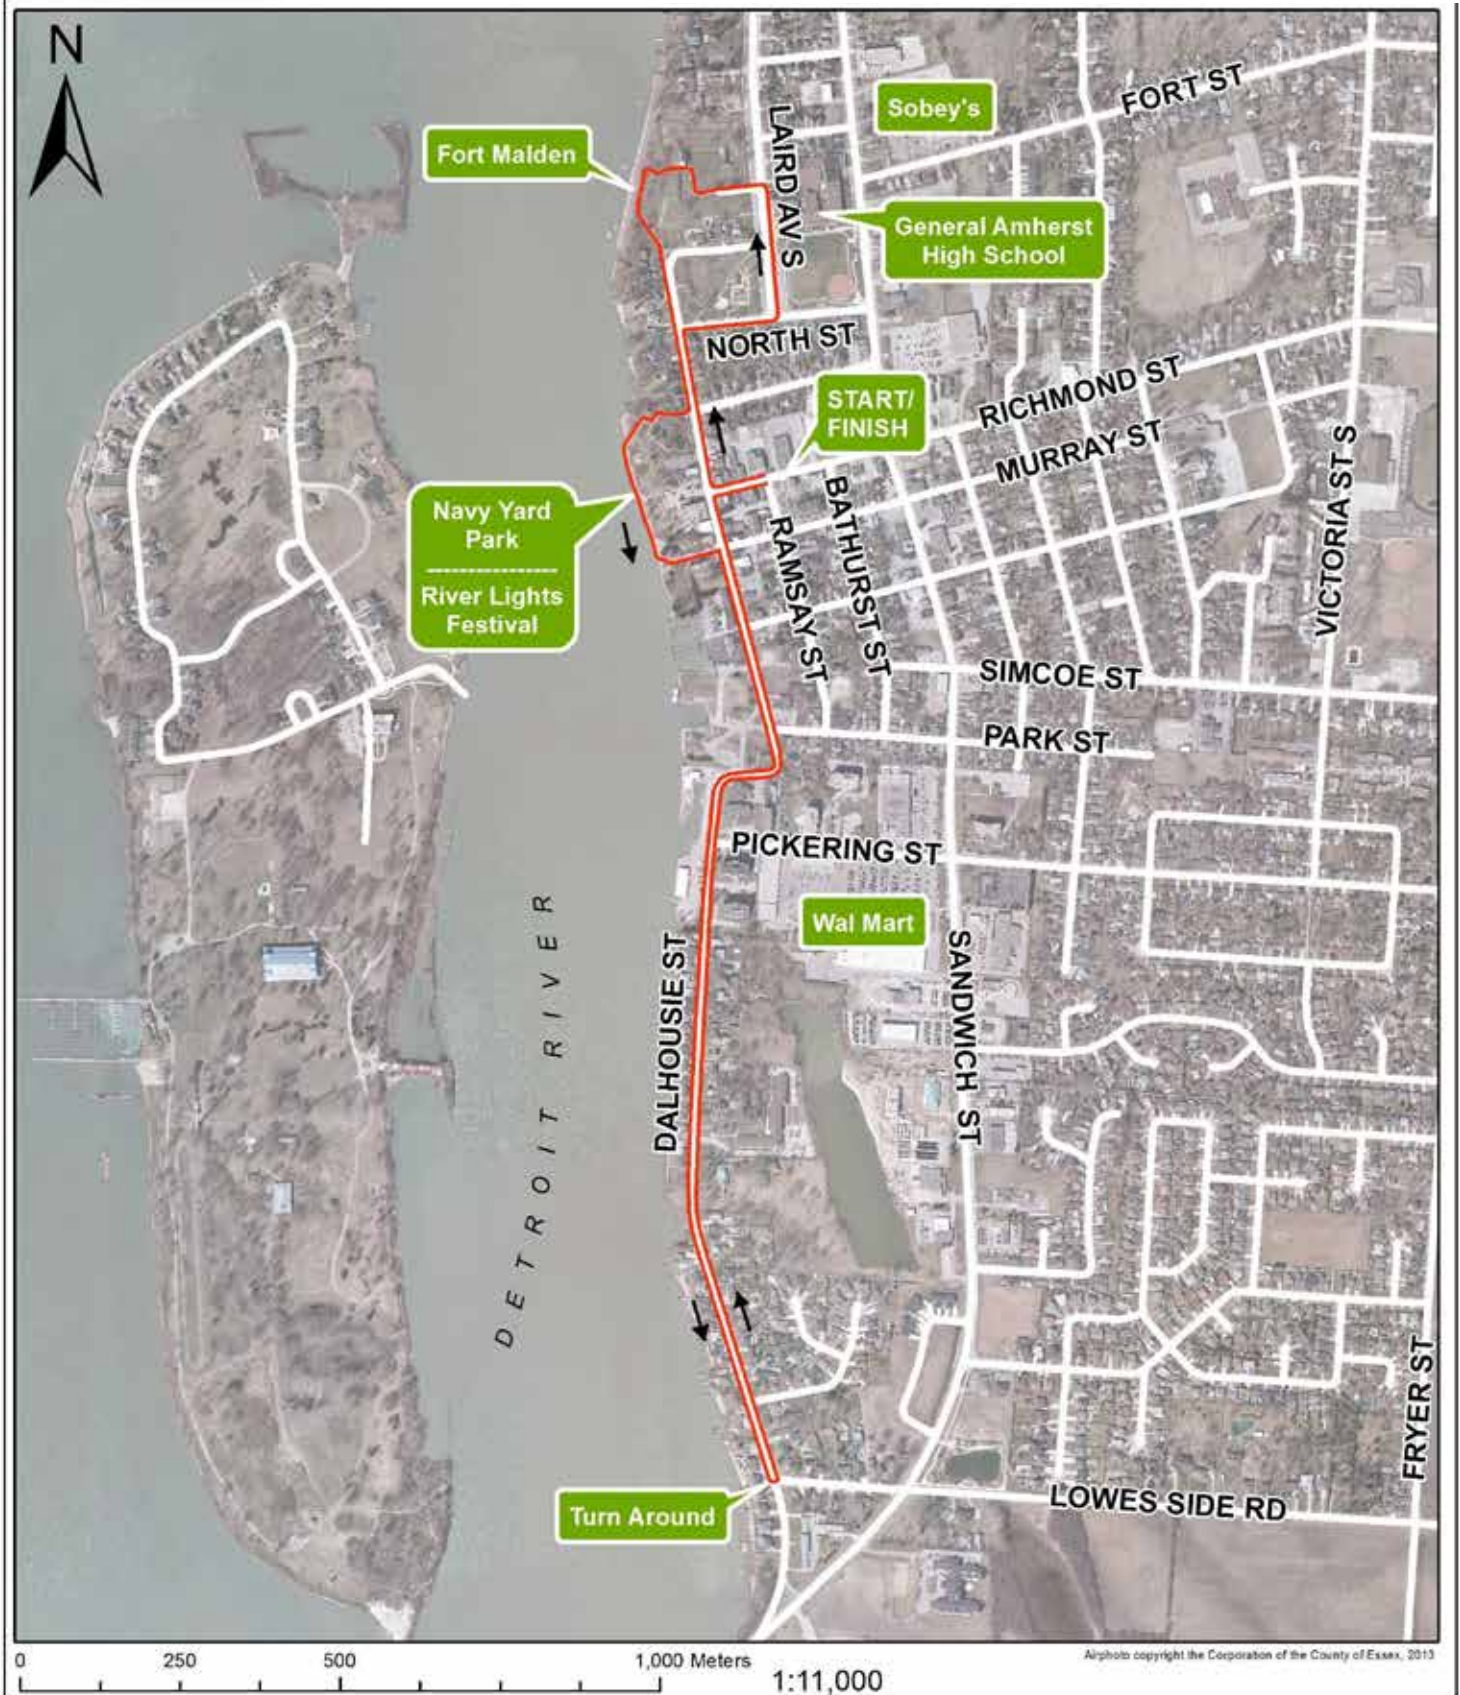 N
FORT ST
Sobey's
LAIRD AV S
Fort Malden
General Amherst
High School
NORTH ST
START/
FINISH
RICHMOND ST
MURRAY ST
VICTORIA ST S
BATHURST ST
RAMSAY ST
Navy Yard
Park
---------------
River Lights
Festival
SIMCOE ST
PARK ST
PICKERING ST
Wal Mart
DALHOUSIE ST
SANDWICH ST
DETROIT RIVER
FRYER ST
LOWES SIDE RD
Turn Around
Airphoto copyright the Corporation of the County of Essex, 2013
0 250 500 1,000 Meters
1:11,000